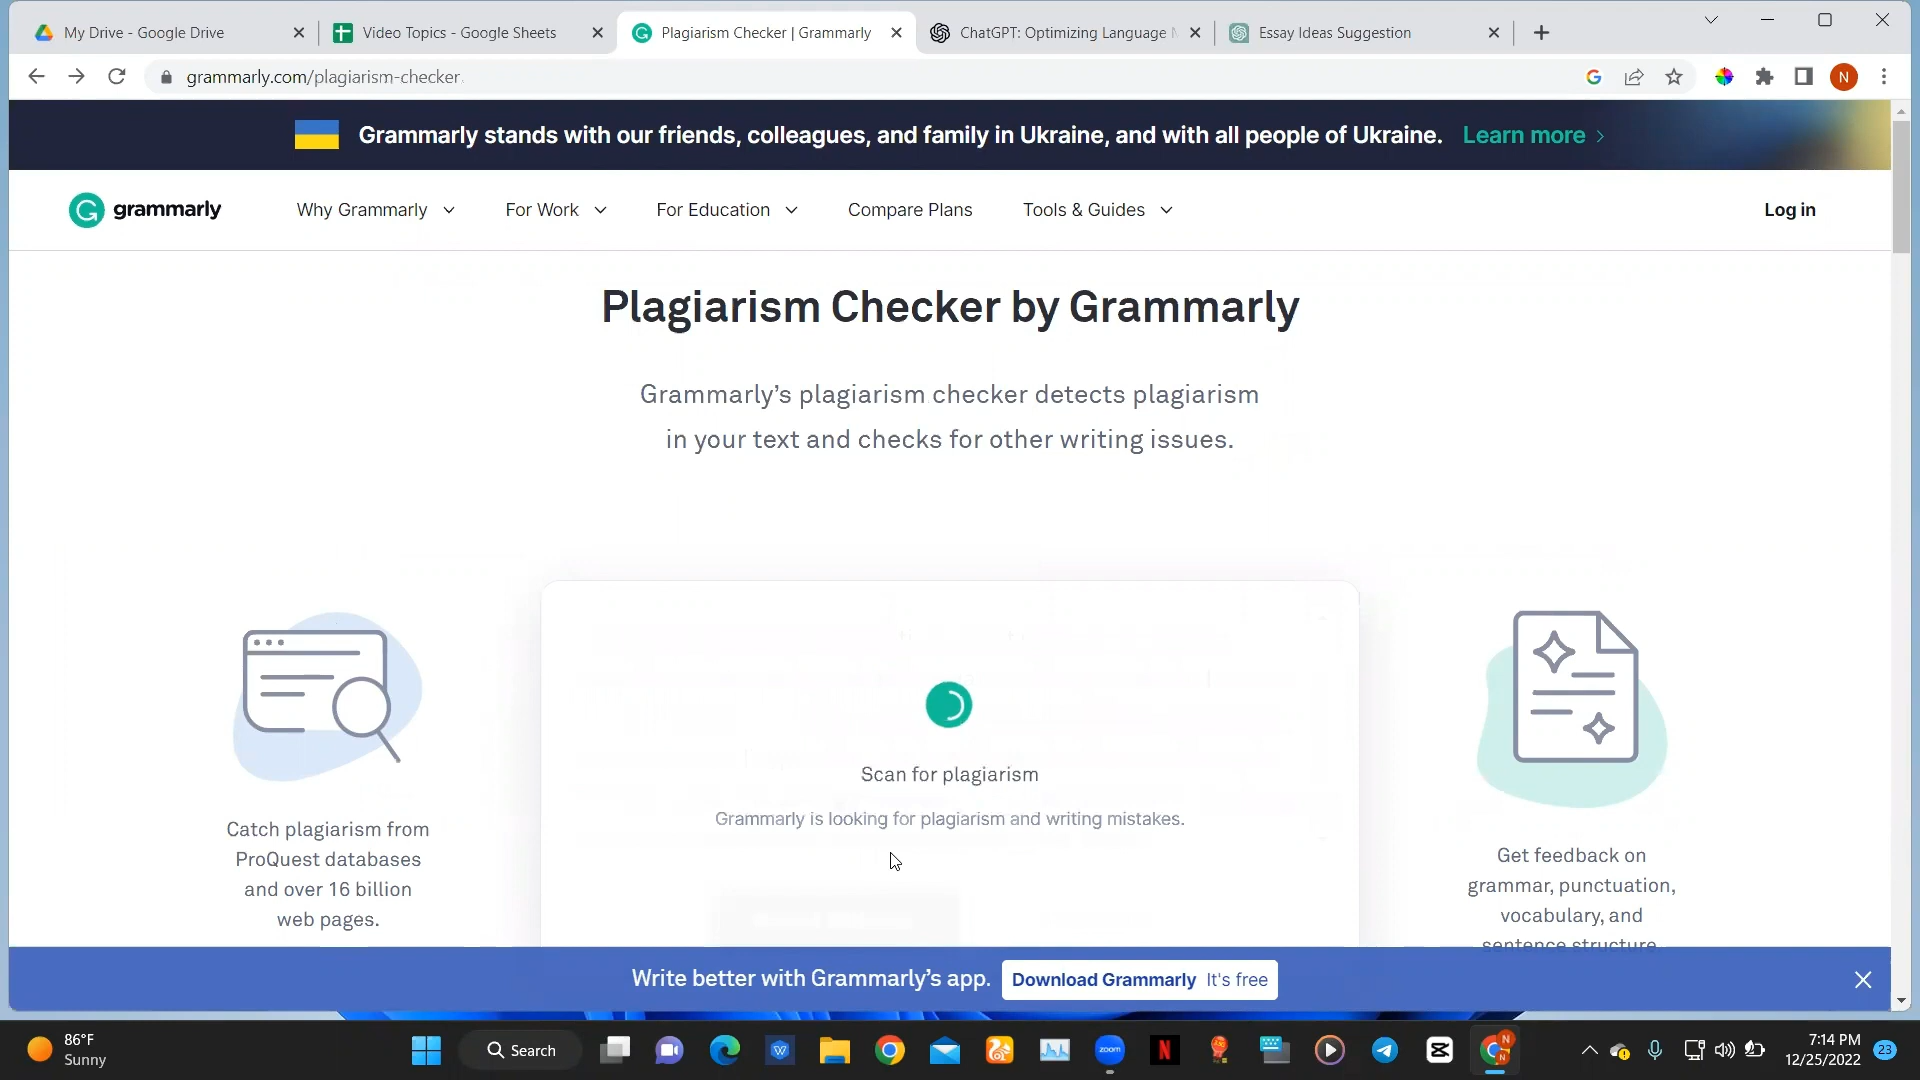 My Drive - Google Drive
Video Topics - Google Sheets
Plagiarism Checker | Grammarly
ChatGPT: Optimizing Language
Essay Ideas Suggestion
grammarly.com/plagiarism-checker
N
Grammarly stands with our friends, colleagues, and family in Ukraine, and with all people of Ukraine. Learn more
grammarly
Why Grammarly
For Work
For Education
Compare Plans
Tools & Guides
Log in
Plagiarism Checker by Grammarly
Grammarly's plagiarism checker detects plagiarism
in your text and checks for other writing issues.
Scan for plagiarism
Grammarly is looking for plagiarism and writing mistakes.
Catch plagiarism from
ProQuest databases
and over 16 billion
web pages.
Get feedback on
grammar, punctuation,
vocabulary, and
sentence structure
Write better with Grammarly's app.
Download Grammarly It's free
86°F
Sunny
Search
zoom
7:14 PM
12/25/2022
23